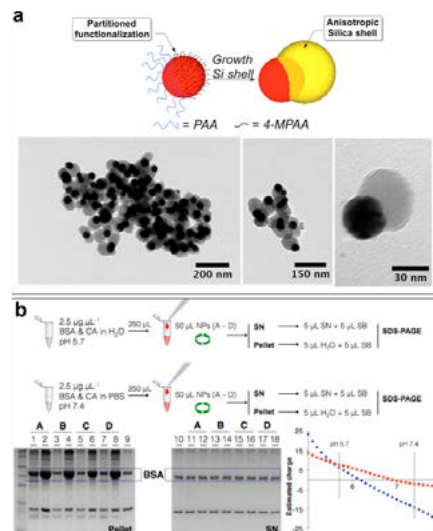 a
Partitioned
functionalization
Growth
Si shell
Anisotropic
Silica shell
= PAA
= 4-MPAA
200 nm
150 nm
30 nm
b
2.5 µg.µL⁻¹
BSA & CA in H₂O
pH 5.7
250 µL
50 µL NPs (A – D)
SN
5 µL SN + 5 µL SB
Pellet
5 µL H₂O + 5 µL SB
SDS-PAGE
2.5 µg.µL⁻¹
BSA & CA in PBS
pH 7.4
250 µL
50 µL NPs (A – D)
SN
5 µL SN + 5 µL SB
Pellet
5 µL H₂O + 5 µL SB
SDS-PAGE
A B C D
1 2 3 4 5 6 7 8 9
BSA
Pellet
A B C D
10 11 12 13 14 15 16 17 18
SN
Estimated charge
25
pH 5.7
pH 7.4
6
7